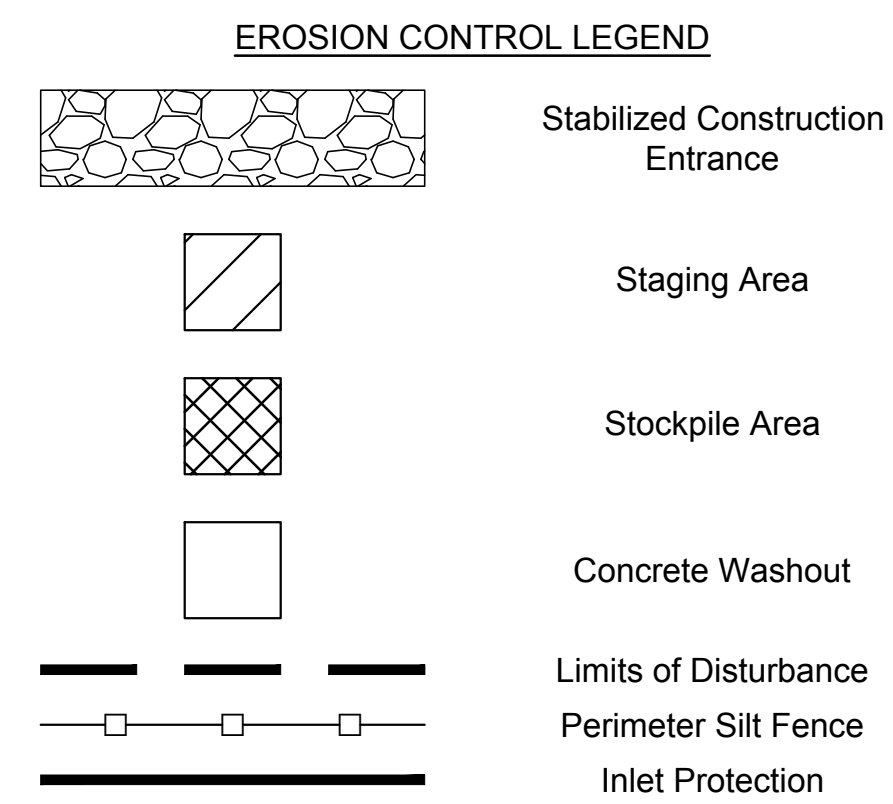 EROSION CONTROL LEGEND
Stabilized Construction
Entrance
Staging Area
Stockpile Area
Concrete Washout
Limits of Disturbance
Perimeter Silt Fence
Inlet Protection